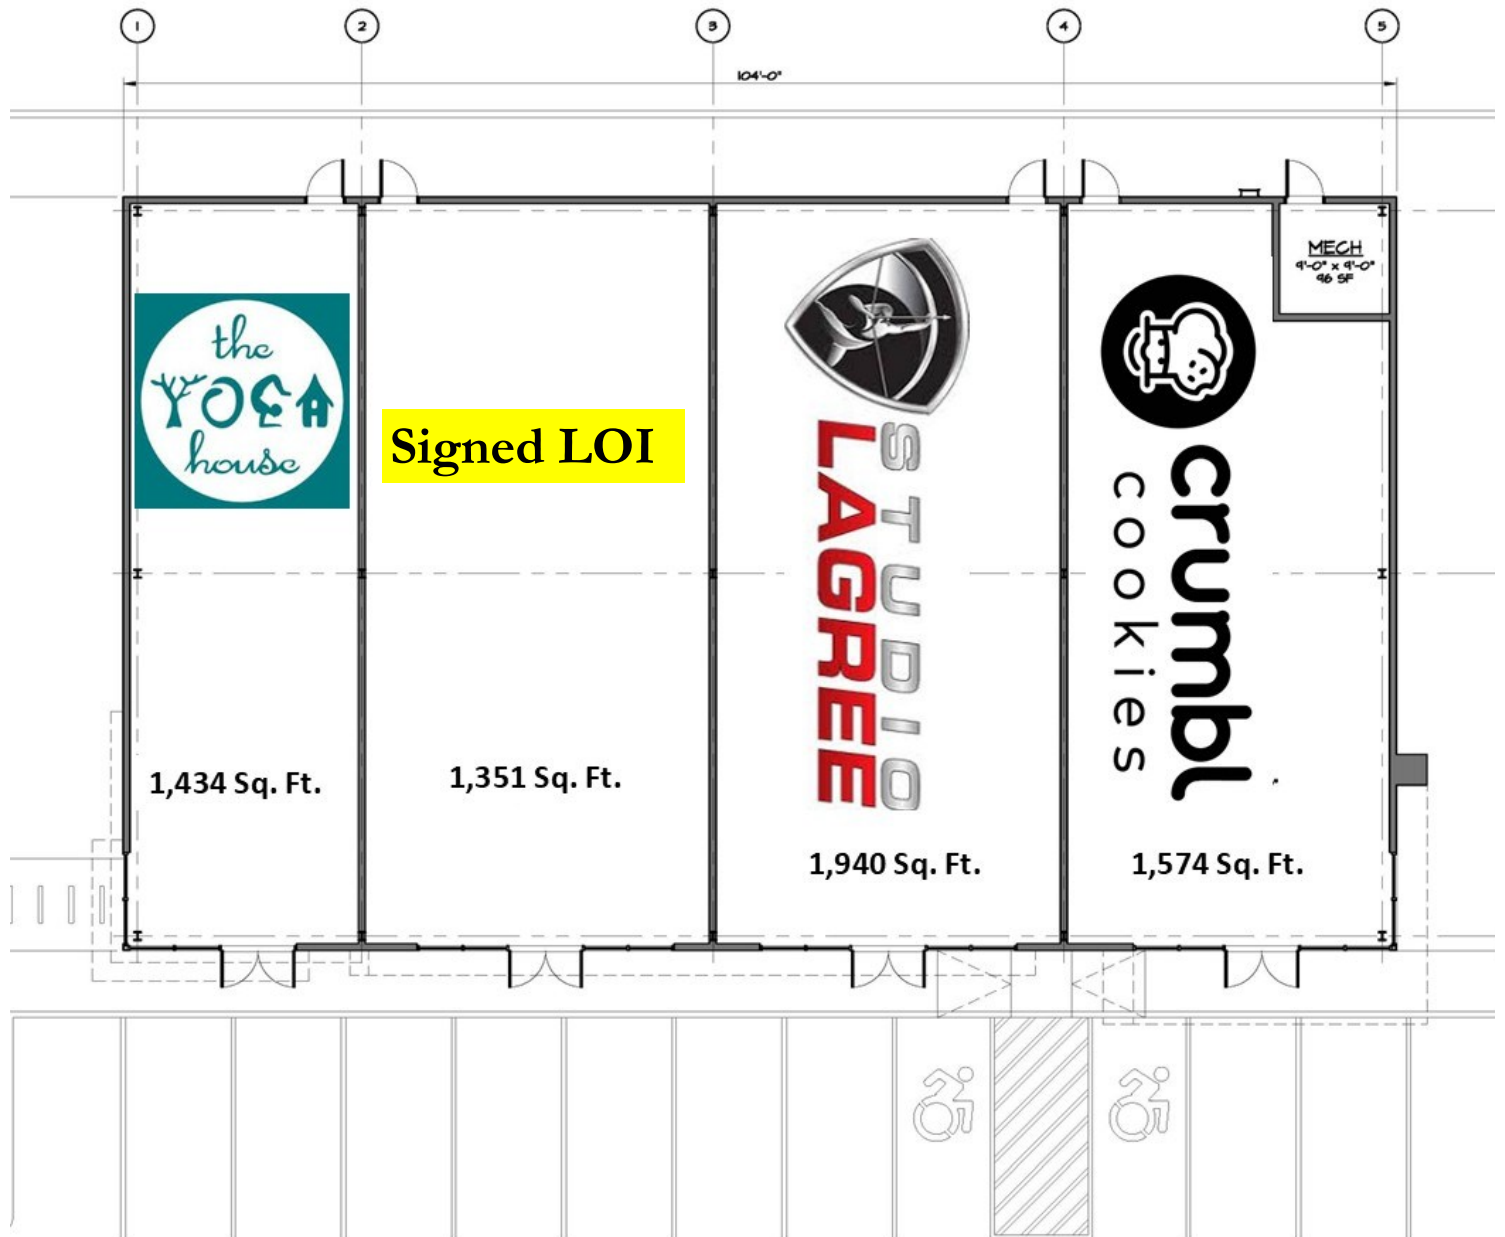 1
2
3
4
5
104'-0"
MECH
9'-0" x 9'-0"
96 SF
the
YOGA
house
Signed LOI
STUDIO
LAGREE
crumbl
cookies
1,434 Sq. Ft.
1,351 Sq. Ft.
1,940 Sq. Ft.
1,574 Sq. Ft.